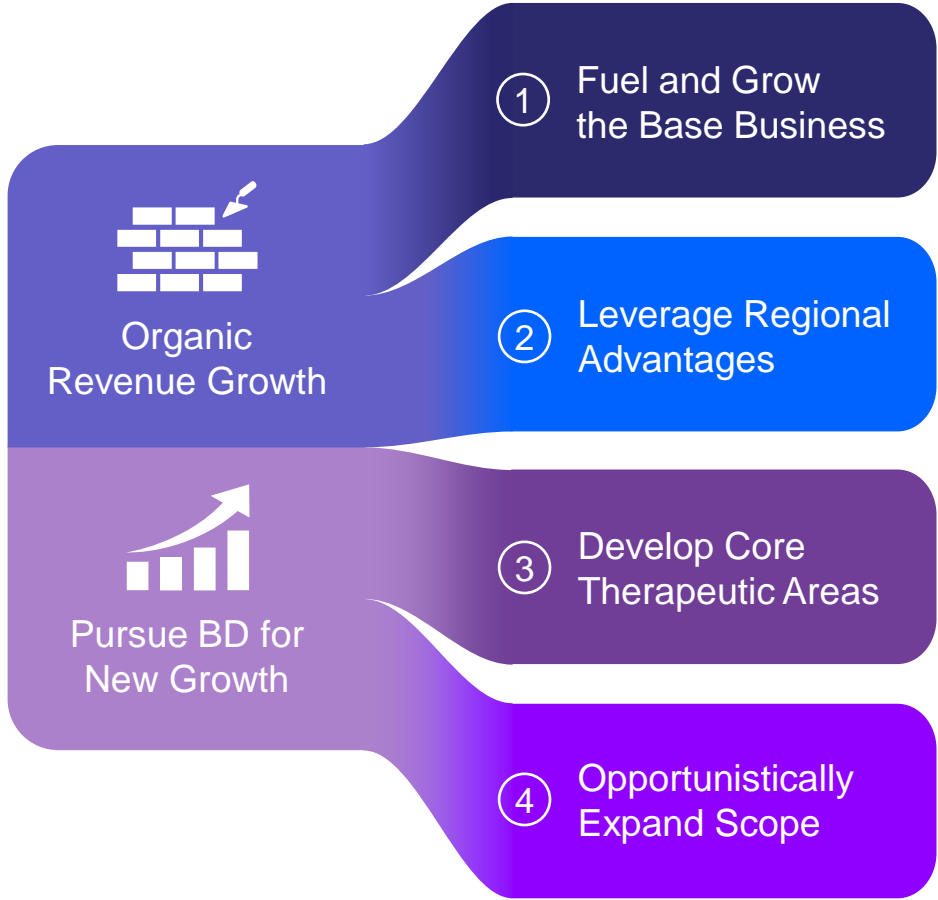 Organic
Revenue Growth
1
Fuel and Grow
the Base Business
2
Leverage Regional
Advantages
Pursue BD for
New Growth
3
Develop Core
Therapeutic Areas
4
Opportunistically
Expand Scope